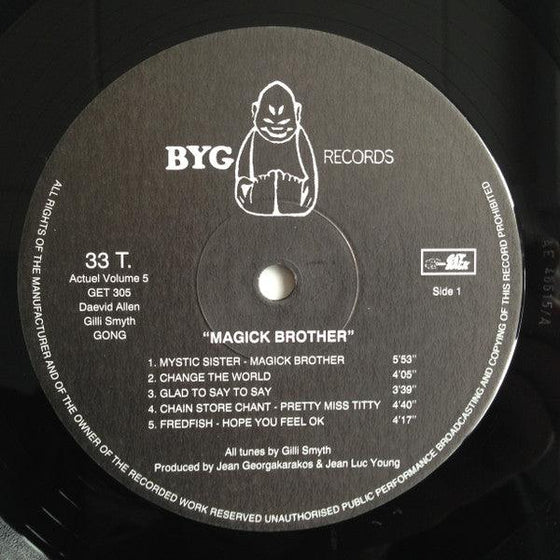 BYG
RECORDS
33 T.
Actuel Volume 5
GET 305
Daevid Allen
Gilli Smyth
GONG
GET BACK
Side 1
"MAGICK BROTHER"
1. MYSTIC SISTER - MAGICK BROTHER 5'53"
2. CHANGE THE WORLD 4'05"
3. GLAD TO SAY TO SAY 3'39"
4. CHAIN STORE CHANT - PRETTY MISS TITTY 4'40"
5. FREDFISH - HOPE YOU FEEL OK 4'17"
All tunes by Gilli Smyth
Produced by Jean Georgakarakos & Jean Luc Young
ALL RIGHTS OF THE MANUFACTURER AND OF THE OWNER OF THE RECORDED WORK RESERVED UNAUTHORISED PUBLIC PERFORMANCE BROADCASTING AND COPYING OF THIS RECORD PROHIBITED